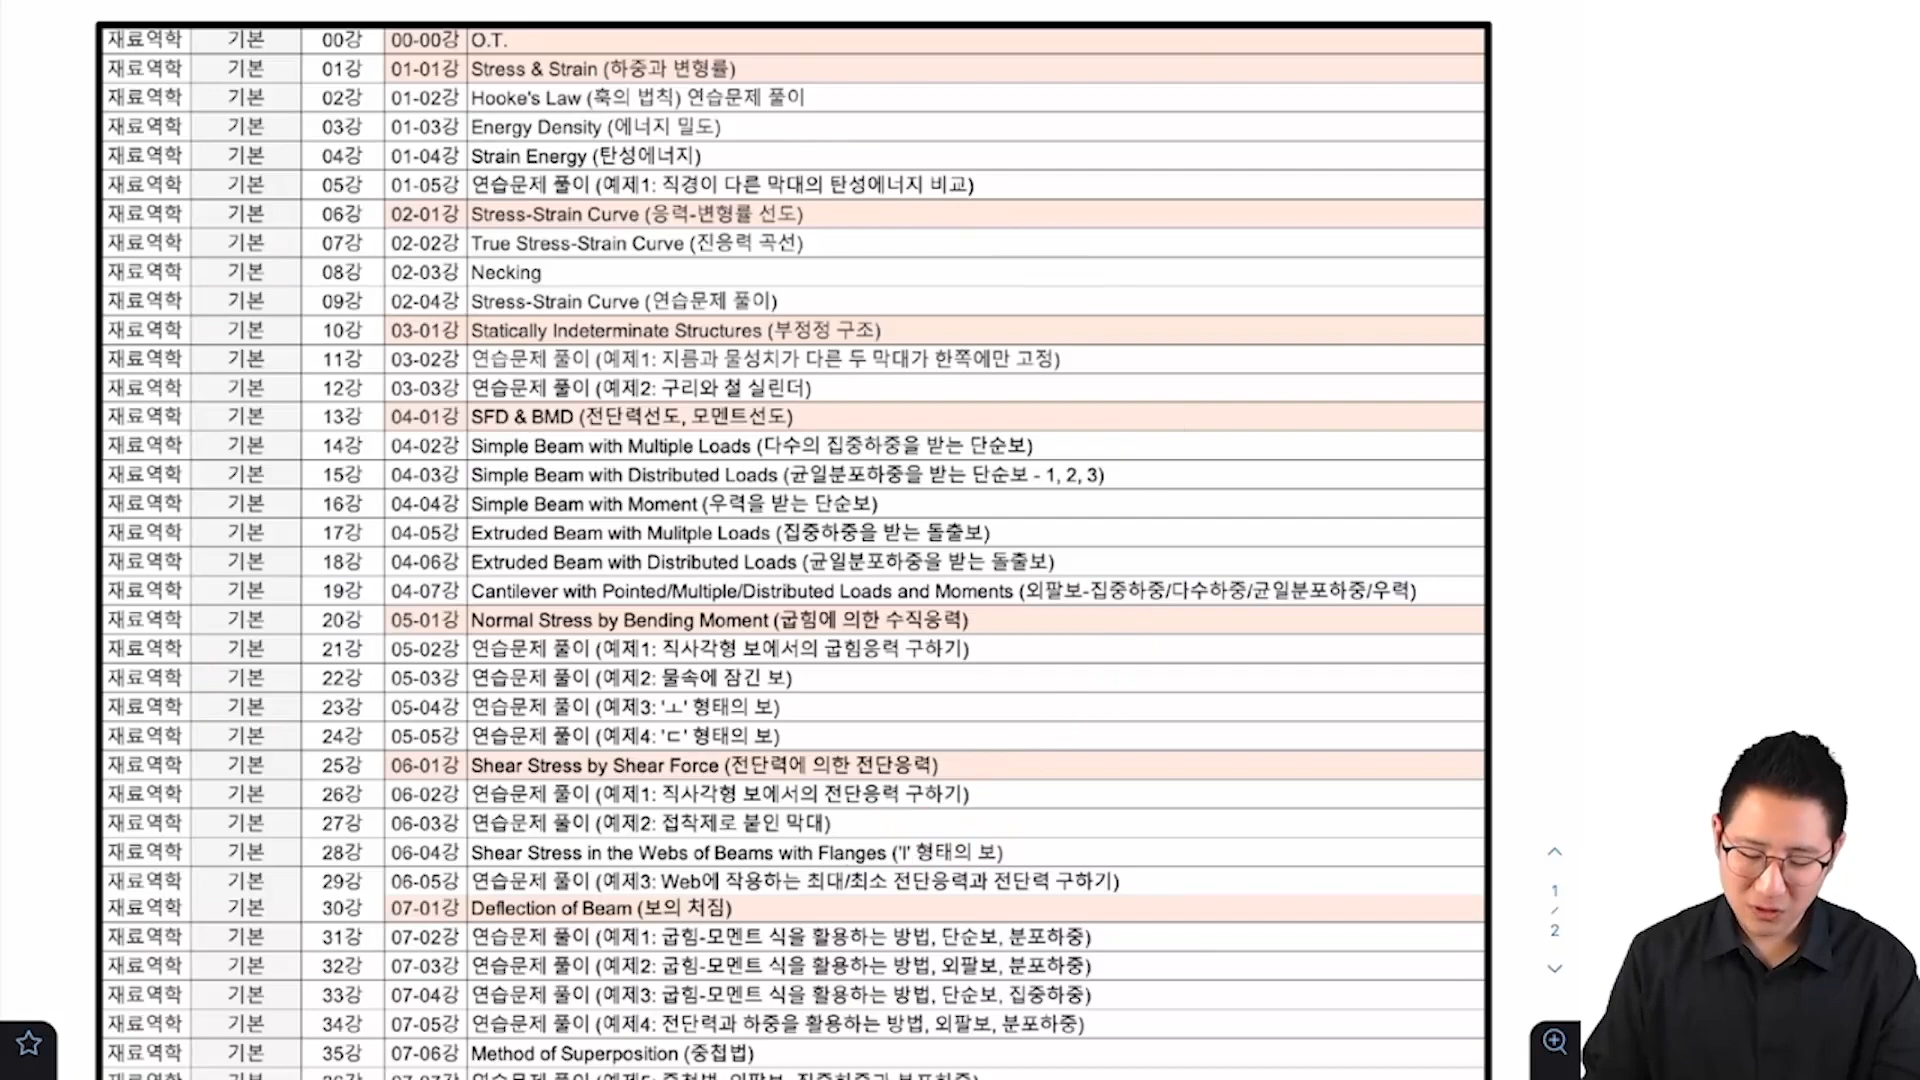 재료역학 기본 00강 00-00강 O.T.
재료역학 기본 01강 01-01강 Stress & Strain (하중과 변형률)
재료역학 기본 02강 01-02강 Hooke's Law (훅의 법칙) 연습문제 풀이
재료역학 기본 03강 01-03강 Energy Density (에너지 밀도)
재료역학 기본 04강 01-04강 Strain Energy (탄성에너지)
재료역학 기본 05강 01-05강 연습문제 풀이 (예제1: 직경이 다른 막대의 탄성에너지 비교)
재료역학 기본 06강 02-01강 Stress-Strain Curve (응력-변형률 선도)
재료역학 기본 07강 02-02강 True Stress-Strain Curve (진응력 곡선)
재료역학 기본 08강 02-03강 Necking
재료역학 기본 09강 02-04강 Stress-Strain Curve (연습문제 풀이)
재료역학 기본 10강 03-01강 Statically Indeterminate Structures (부정정 구조)
재료역학 기본 11강 03-02강 연습문제 풀이 (예제1: 지름과 물성치가 다른 두 막대가 한쪽에만 고정)
재료역학 기본 12강 03-03강 연습문제 풀이 (예제2: 구리와 철 실린더)
재료역학 기본 13강 04-01강 SFD & BMD (전단력선도, 모멘트선도)
재료역학 기본 14강 04-02강 Simple Beam with Multiple Loads (다수의 집중하중을 받는 단순보)
재료역학 기본 15강 04-03강 Simple Beam with Distributed Loads (균일분포하중을 받는 단순보 - 1, 2, 3)
재료역학 기본 16강 04-04강 Simple Beam with Moment (우력을 받는 단순보)
재료역학 기본 17강 04-05강 Extruded Beam with Mulitple Loads (집중하중을 받는 돌출보)
재료역학 기본 18강 04-06강 Extruded Beam with Distributed Loads (균일분포하중을 받는 돌출보)
재료역학 기본 19강 04-07강 Cantilever with Pointed/Multiple/Distributed Loads and Moments (외팔보-집중하중/다수하중/균일분포하중/우력)
재료역학 기본 20강 05-01강 Normal Stress by Bending Moment (굽힘에 의한 수직응력)
재료역학 기본 21강 05-02강 연습문제 풀이 (예제1: 직사각형 보에서의 굽힘응력 구하기)
재료역학 기본 22강 05-03강 연습문제 풀이 (예제2: 물속에 잠긴 보)
재료역학 기본 23강 05-04강 연습문제 풀이 (예제3: 'ㅗ' 형태의 보)
재료역학 기본 24강 05-05강 연습문제 풀이 (예제4: 'ㄷ' 형태의 보)
재료역학 기본 25강 06-01강 Shear Stress by Shear Force (전단력에 의한 전단응력)
재료역학 기본 26강 06-02강 연습문제 풀이 (예제1: 직사각형 보에서의 전단응력 구하기)
재료역학 기본 27강 06-03강 연습문제 풀이 (예제2: 접착제로 붙인 막대)
재료역학 기본 28강 06-04강 Shear Stress in the Webs of Beams with Flanges ('I' 형태의 보)
재료역학 기본 29강 06-05강 연습문제 풀이 (예제3: Web에 작용하는 최대/최소 전단응력과 전단력 구하기)
재료역학 기본 30강 07-01강 Deflection of Beam (보의 처짐)
재료역학 기본 31강 07-02강 연습문제 풀이 (예제1: 굽힘-모멘트 식을 활용하는 방법, 단순보, 분포하중)
재료역학 기본 32강 07-03강 연습문제 풀이 (예제2: 굽힘-모멘트 식을 활용하는 방법, 외팔보, 분포하중)
재료역학 기본 33강 07-04강 연습문제 풀이 (예제3: 굽힘-모멘트 식을 활용하는 방법, 단순보, 집중하중)
재료역학 기본 34강 07-05강 연습문제 풀이 (예제4: 전단력과 하중을 활용하는 방법, 외팔보, 분포하중)
재료역학 기본 35강 07-06강 Method of Superposition (중첩법)
1
/
2